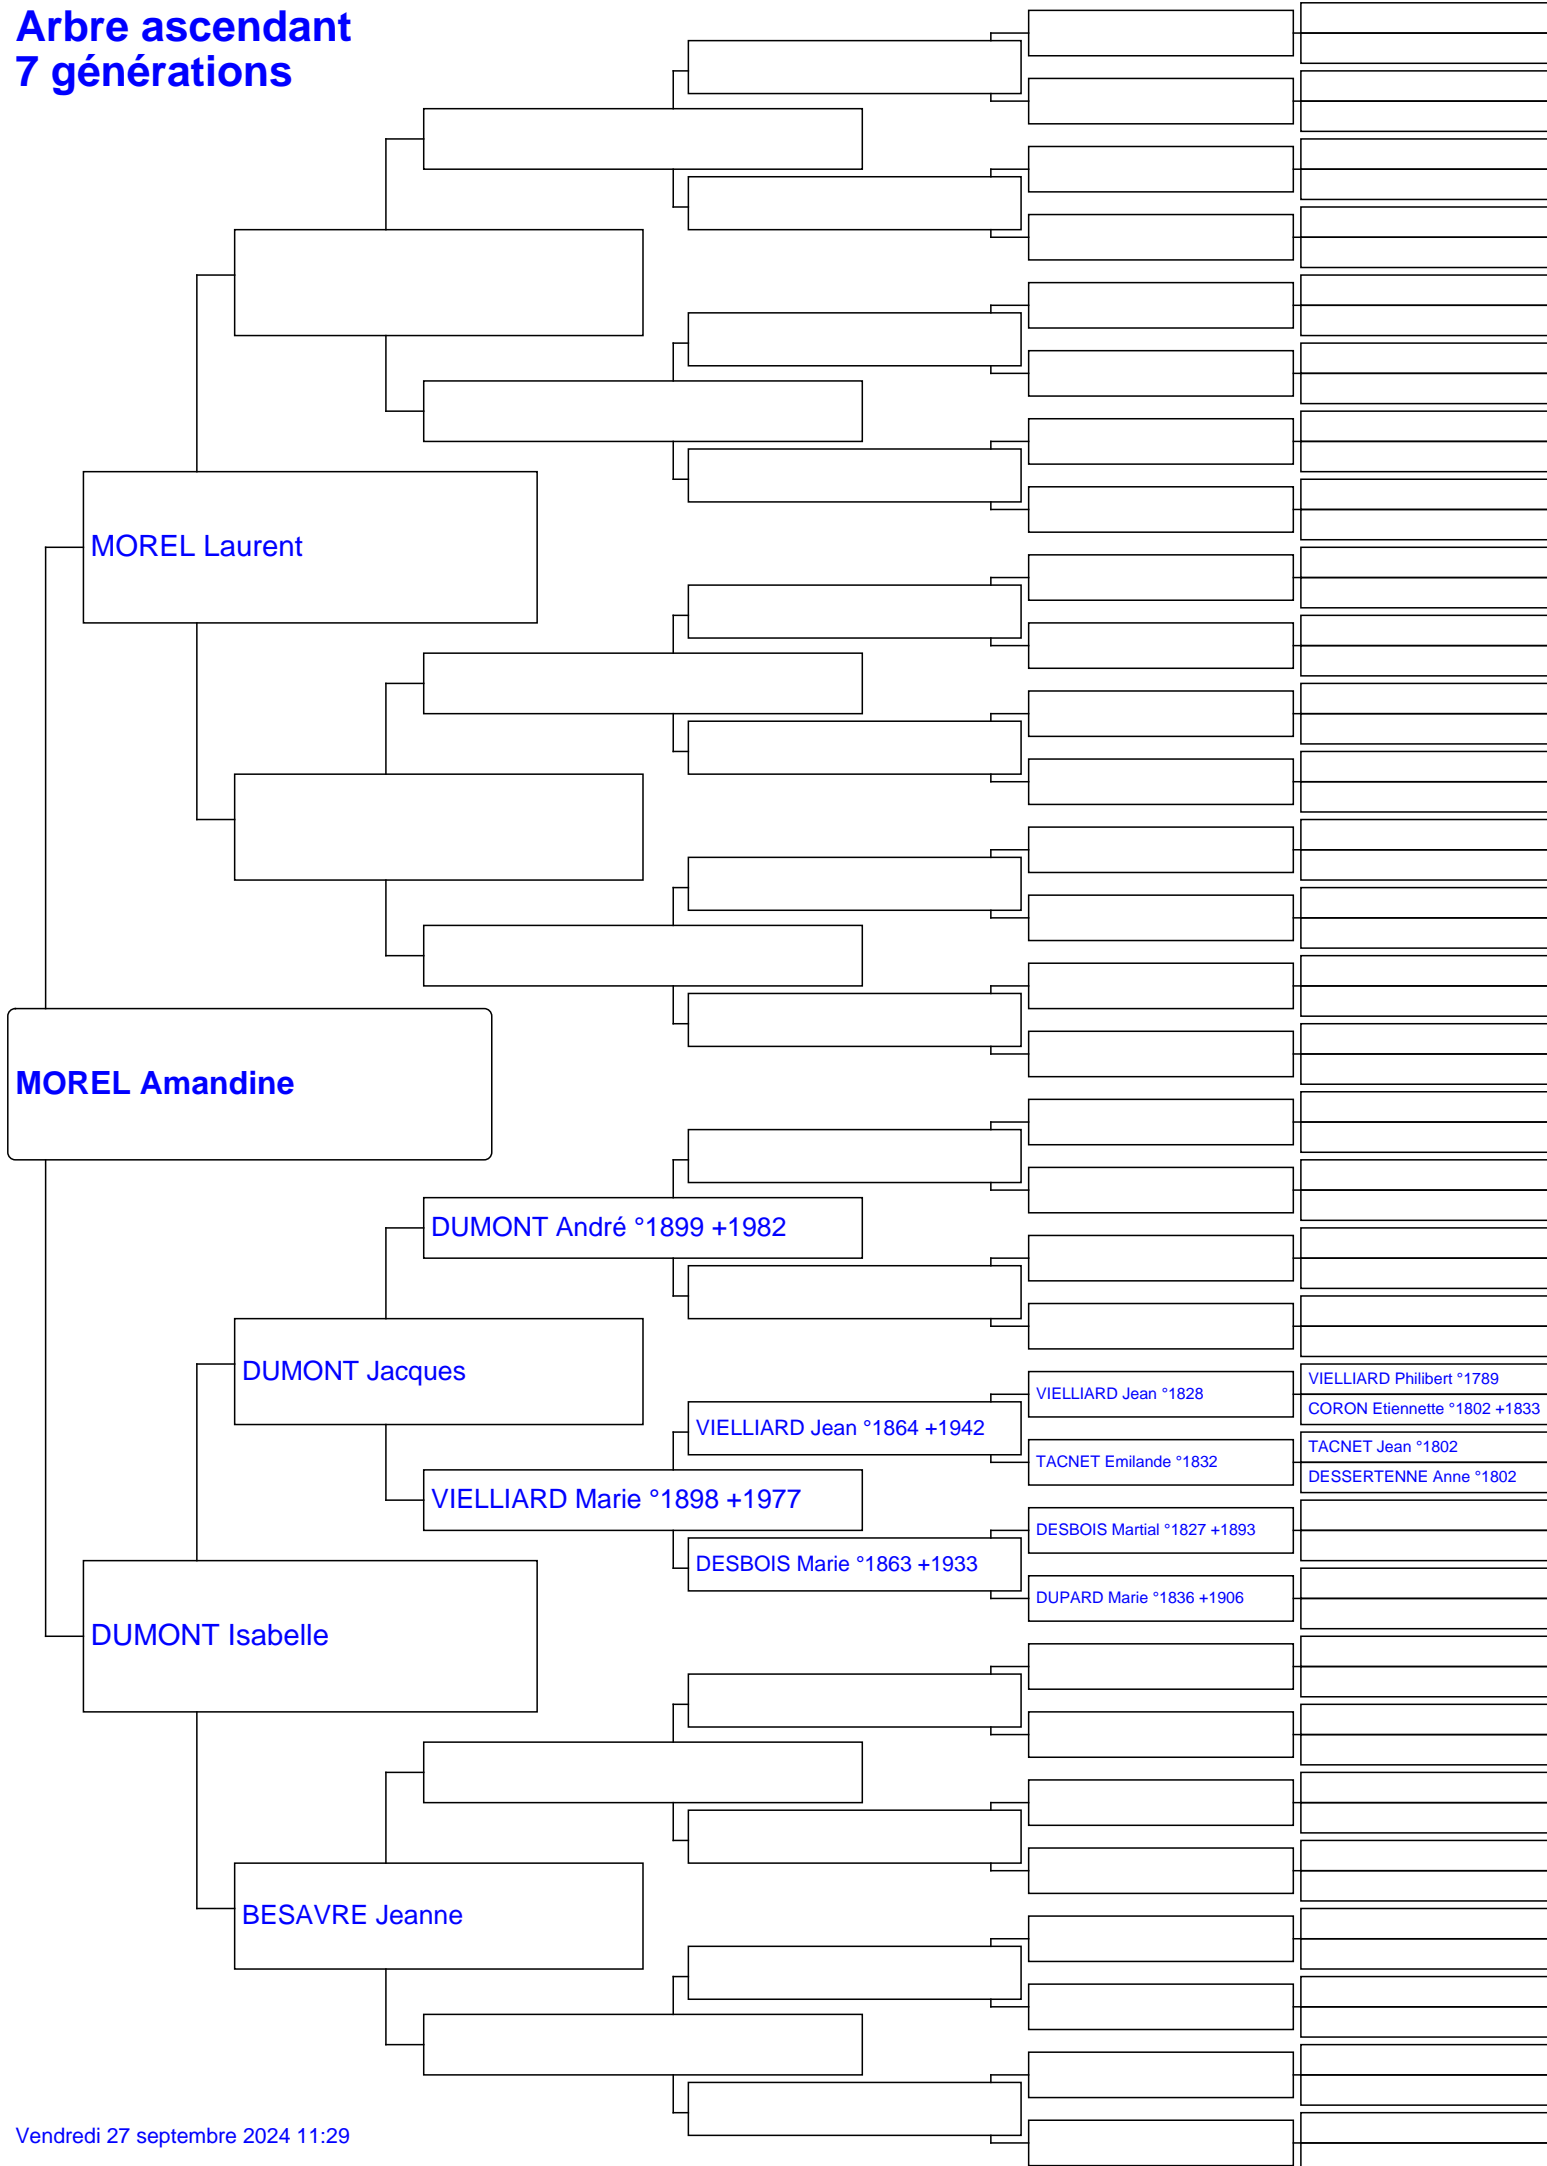 Arbre ascendant
7 générations
MOREL Laurent
MOREL Amandine
DUMONT André °1899 +1982
DUMONT Jacques
VIELLIARD Philibert °1789
VIELLIARD Jean °1828
CORON Etiennette °1802 +1833
VIELLIARD Jean °1864 +1942
TACNET Jean °1802
TACNET Emilande °1832
DESSERTENNE Anne °1802
VIELLIARD Marie °1898 +1977
DESBOIS Martial °1827 +1893
DESBOIS Marie °1863 +1933
DUPARD Marie °1836 +1906
DUMONT Isabelle
BESAVRE Jeanne
Vendredi 27 septembre 2024 11:29